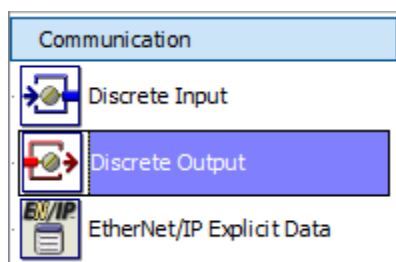 Communication
Discrete Input
Discrete Output
EN/IP
EtherNet/IP Explicit Data